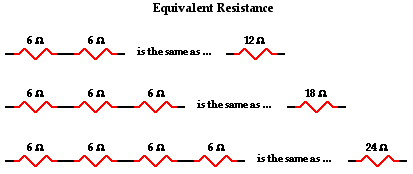 Equivalent Resistance
6 Ω 6 Ω 12 Ω
is the same as ...
6 Ω 6 Ω 6 Ω 18 Ω
is the same as ...
6 Ω 6 Ω 6 Ω 6 Ω 24 Ω
is the same as ...